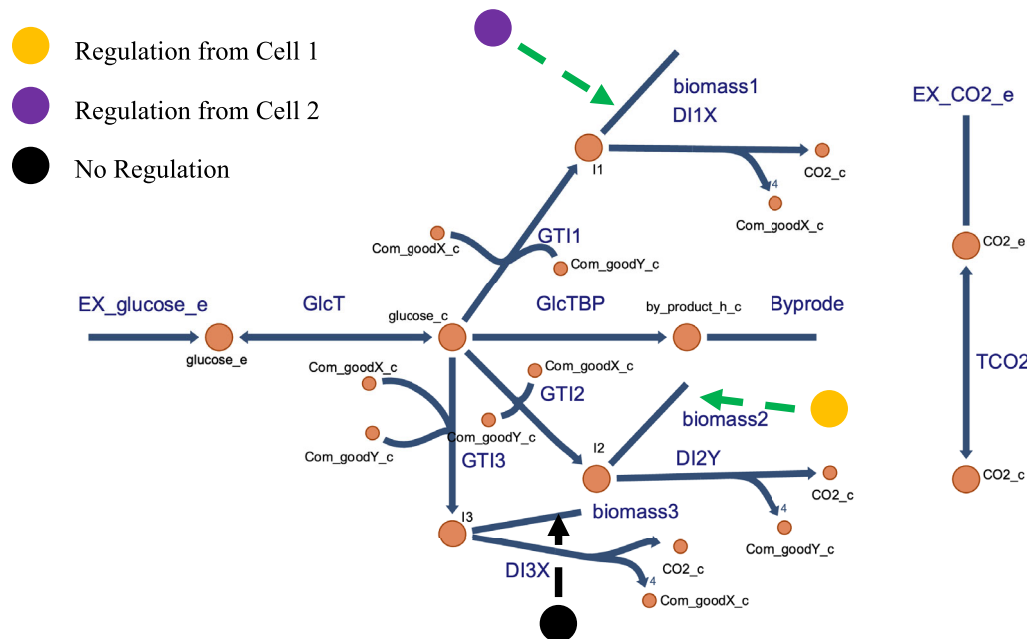 Regulation from Cell 1
Regulation from Cell 2
No Regulation
biomass1
DI1X
EX_CO2_e
I1
CO2_c
4
Com_goodX_c
Com_goodX_c
GTI1
Com_goodY_c
CO2_e
EX_glucose_e
GlcT
glucose_c
GlcTBP
by_product_h_c
Byprode
glucose_e
Com_goodX_c
Com_goodX_c
GTI2
TCO2
Com_goodY_c
biomass2
Com_goodY_c
GTI3
I2
DI2Y
CO2_c
CO2_c
4
I3
biomass3
Com_goodY_c
DI3X
CO2_c
4
Com_goodX_c